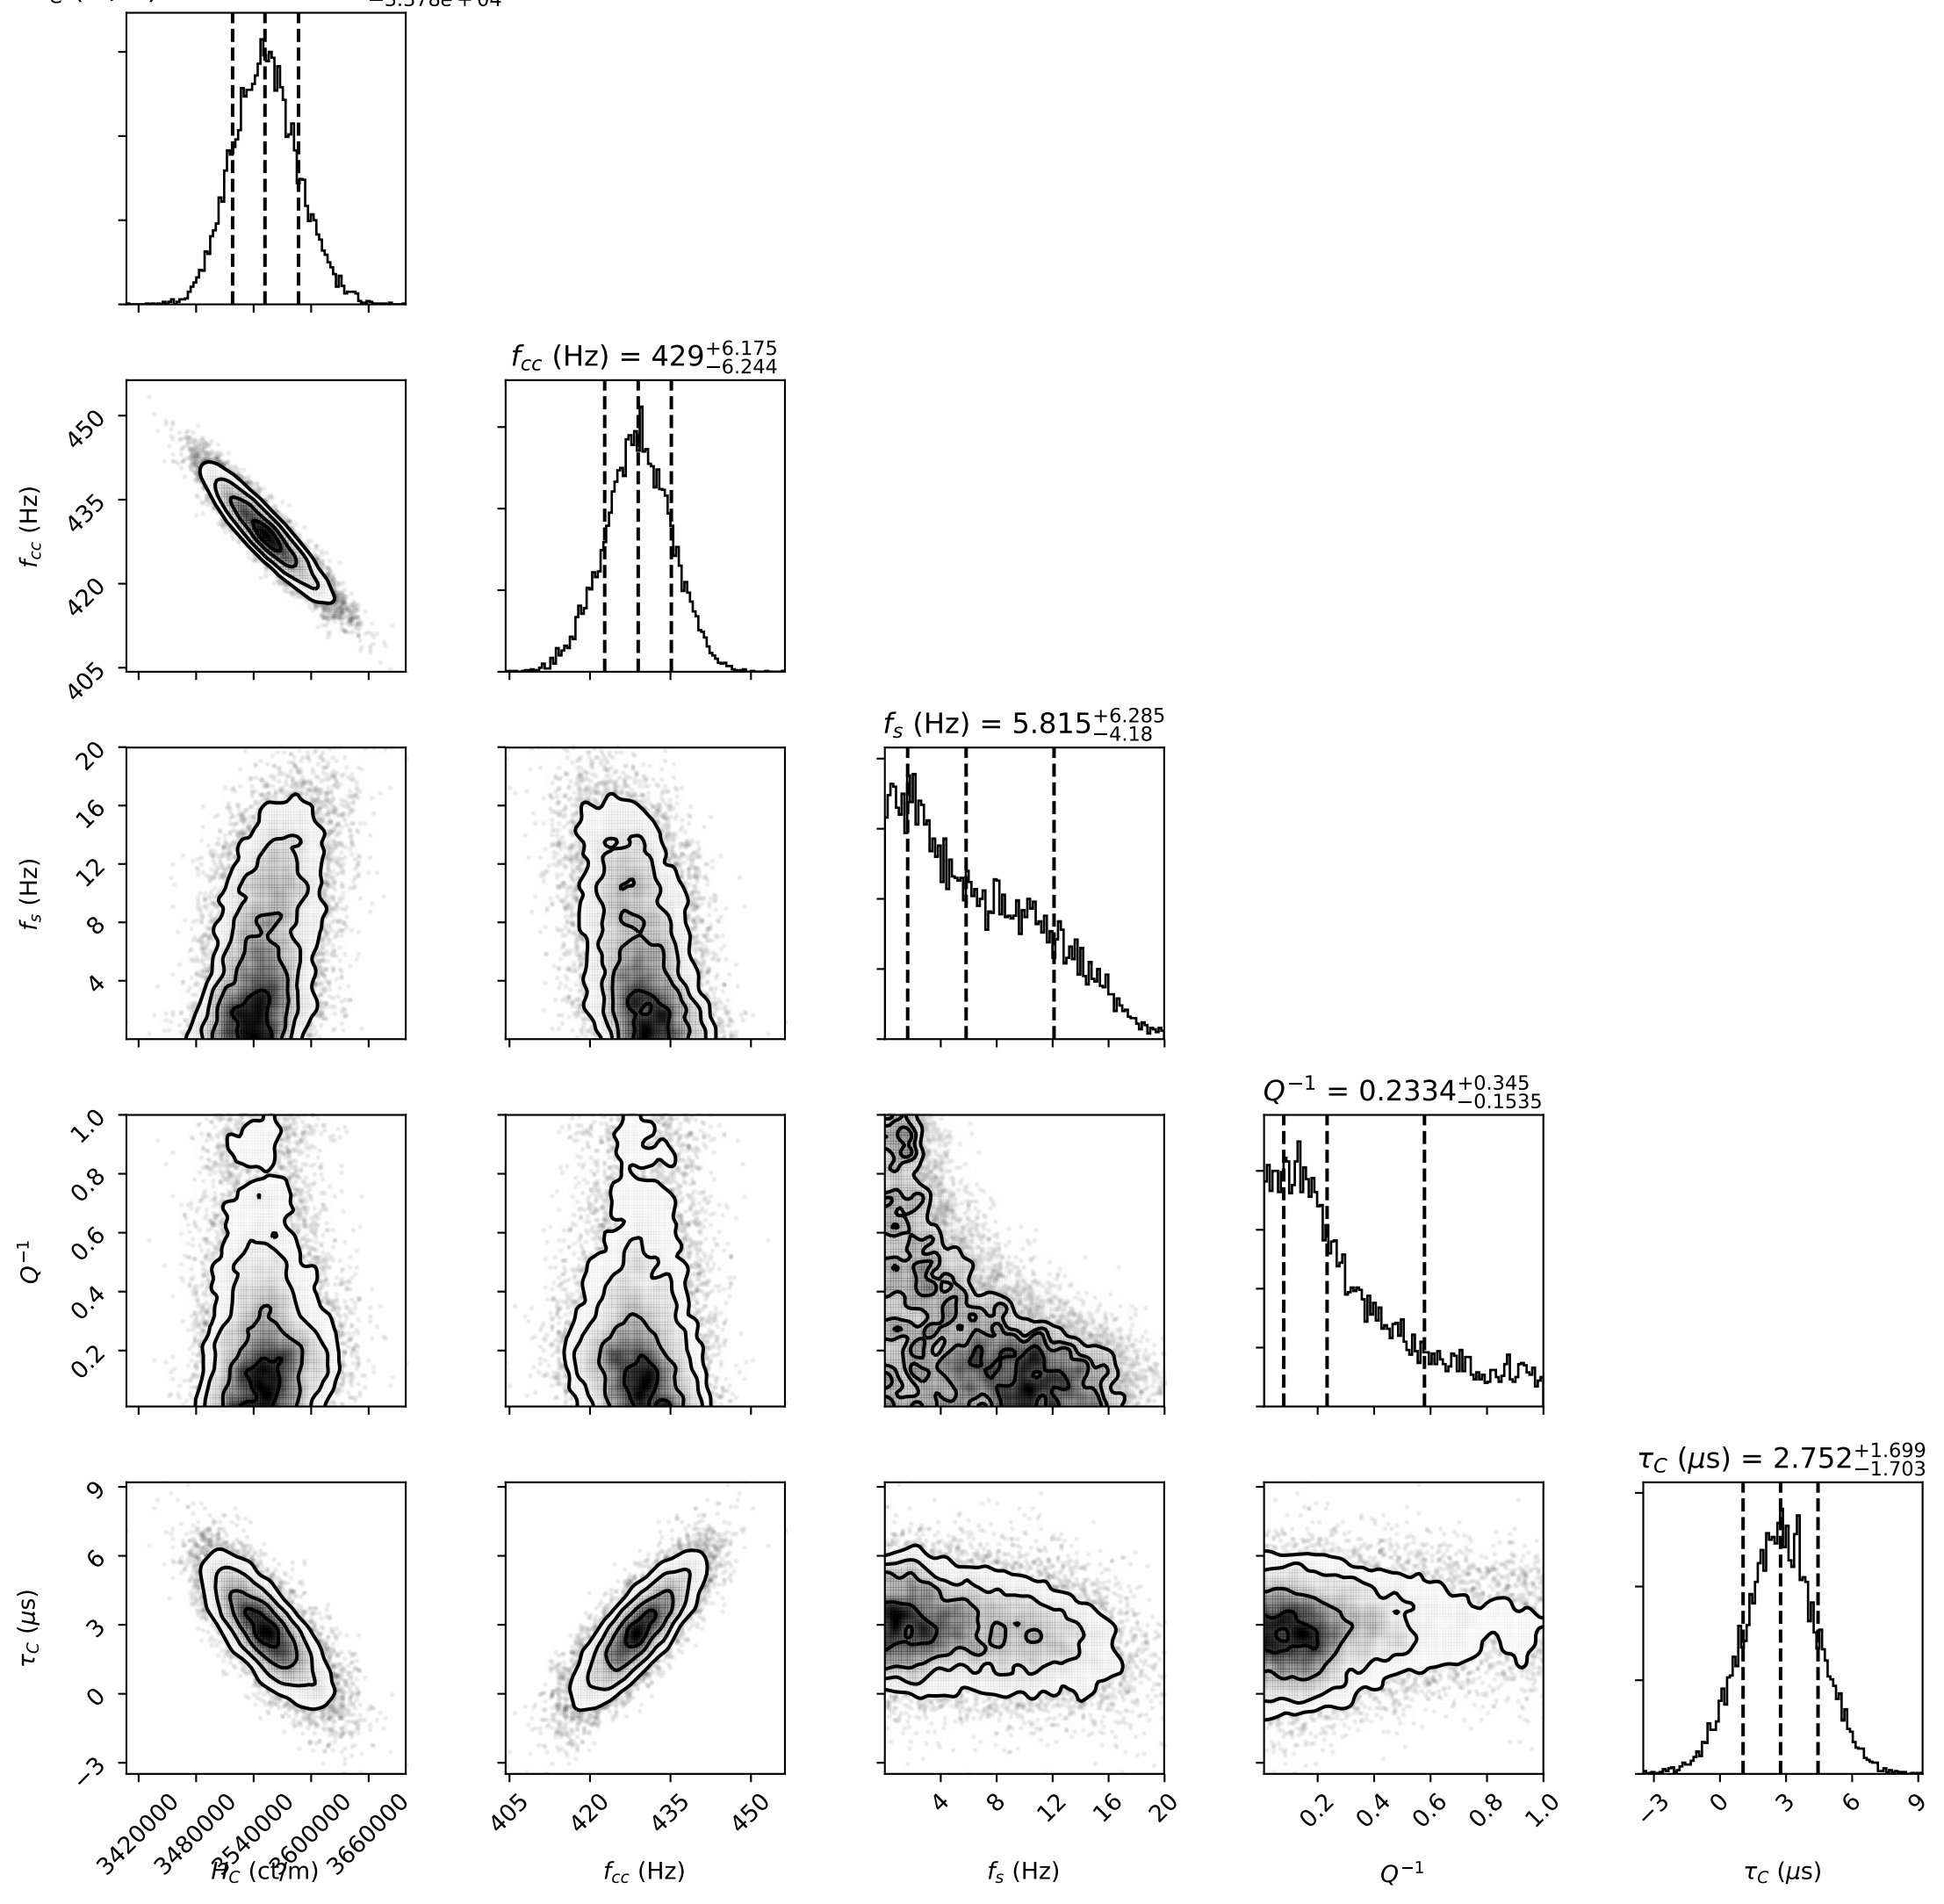 −3.378e+04
f_cc (Hz) = 429 +6.175 −6.244
450
435
420
405
f_cc (Hz)
f_s (Hz) = 5.815 +6.285 −4.18
20
16
12
8
4
f_s (Hz)
Q⁻¹ = 0.2334 +0.345 −0.1535
1.0
0.8
0.6
0.4
0.2
Q⁻¹
τ_C (μs) = 2.752 +1.699 −1.703
9
6
3
0
−3
τ_C (μs)
3420000 3480000 3540000 3600000 3660000
405 420 435 450
4 8 12 16 20
0.2 0.4 0.6 0.8 1.0
−3 0 3 6 9
H_C (ct/m) f_cc (Hz) f_s (Hz) Q⁻¹ τ_C (μs)